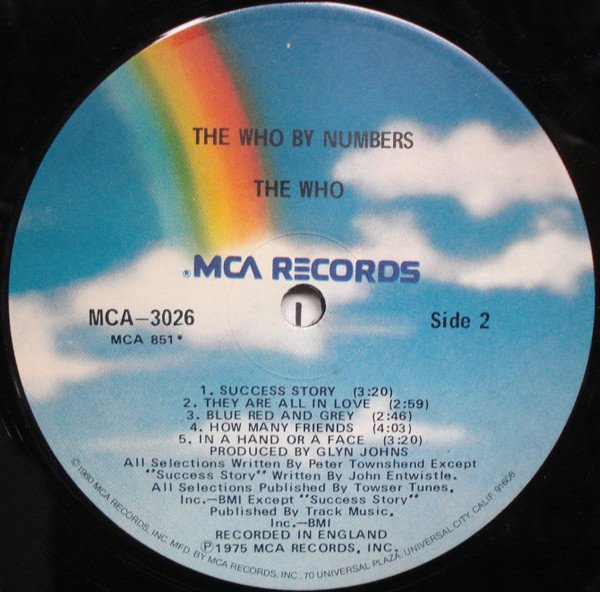 THE WHO BY NUMBERS
THE WHO
® MCA RECORDS
MCA–3026
Side 2
MCA 851*
1. SUCCESS STORY (3:20)
2. THEY ARE ALL IN LOVE (2:59)
3. BLUE RED AND GREY (2:46)
4. HOW MANY FRIENDS (4:03)
5. IN A HAND OR A FACE (3:20)
PRODUCED BY GLYN JOHNS
All Selections Written By Peter Townshend Except
"Success Story" Written By John Entwistle.
All Selections Published By Towser Tunes.
Inc.–BMI Except "Success Story"
Published By Track Music.
Inc.–BMI
RECORDED IN ENGLAND
Ⓟ1975 MCA RECORDS, INC.
©1980 MCA RECORDS, INC. MFD. BY MCA RECORDS, INC., 70 UNIVERSAL PLAZA, UNIVERSAL CITY, CALIF. 91608